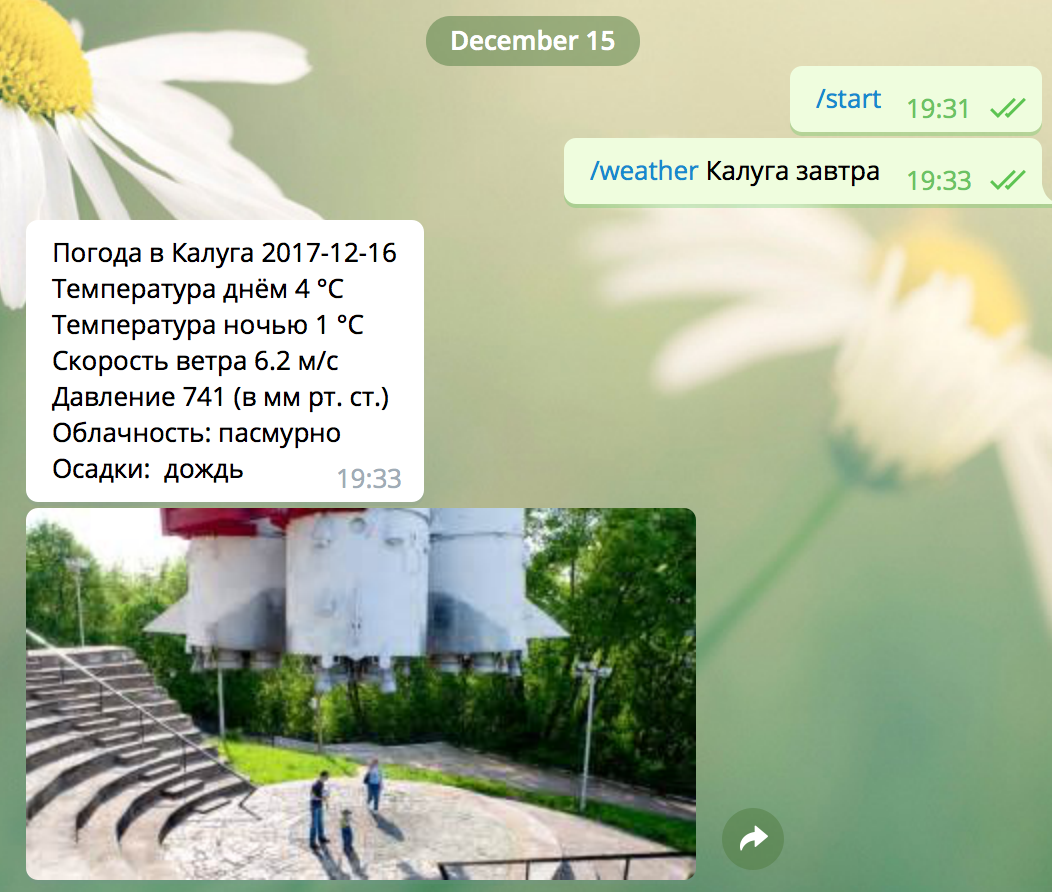 December 15
/start 19:31
/weather Калуга завтра 19:33
Погода в Калуга 2017-12-16
Температура днём 4 °C
Температура ночью 1 °C
Скорость ветра 6.2 м/с
Давление 741 (в мм рт. ст.)
Облачность: пасмурно
Осадки:  дождь 19:33